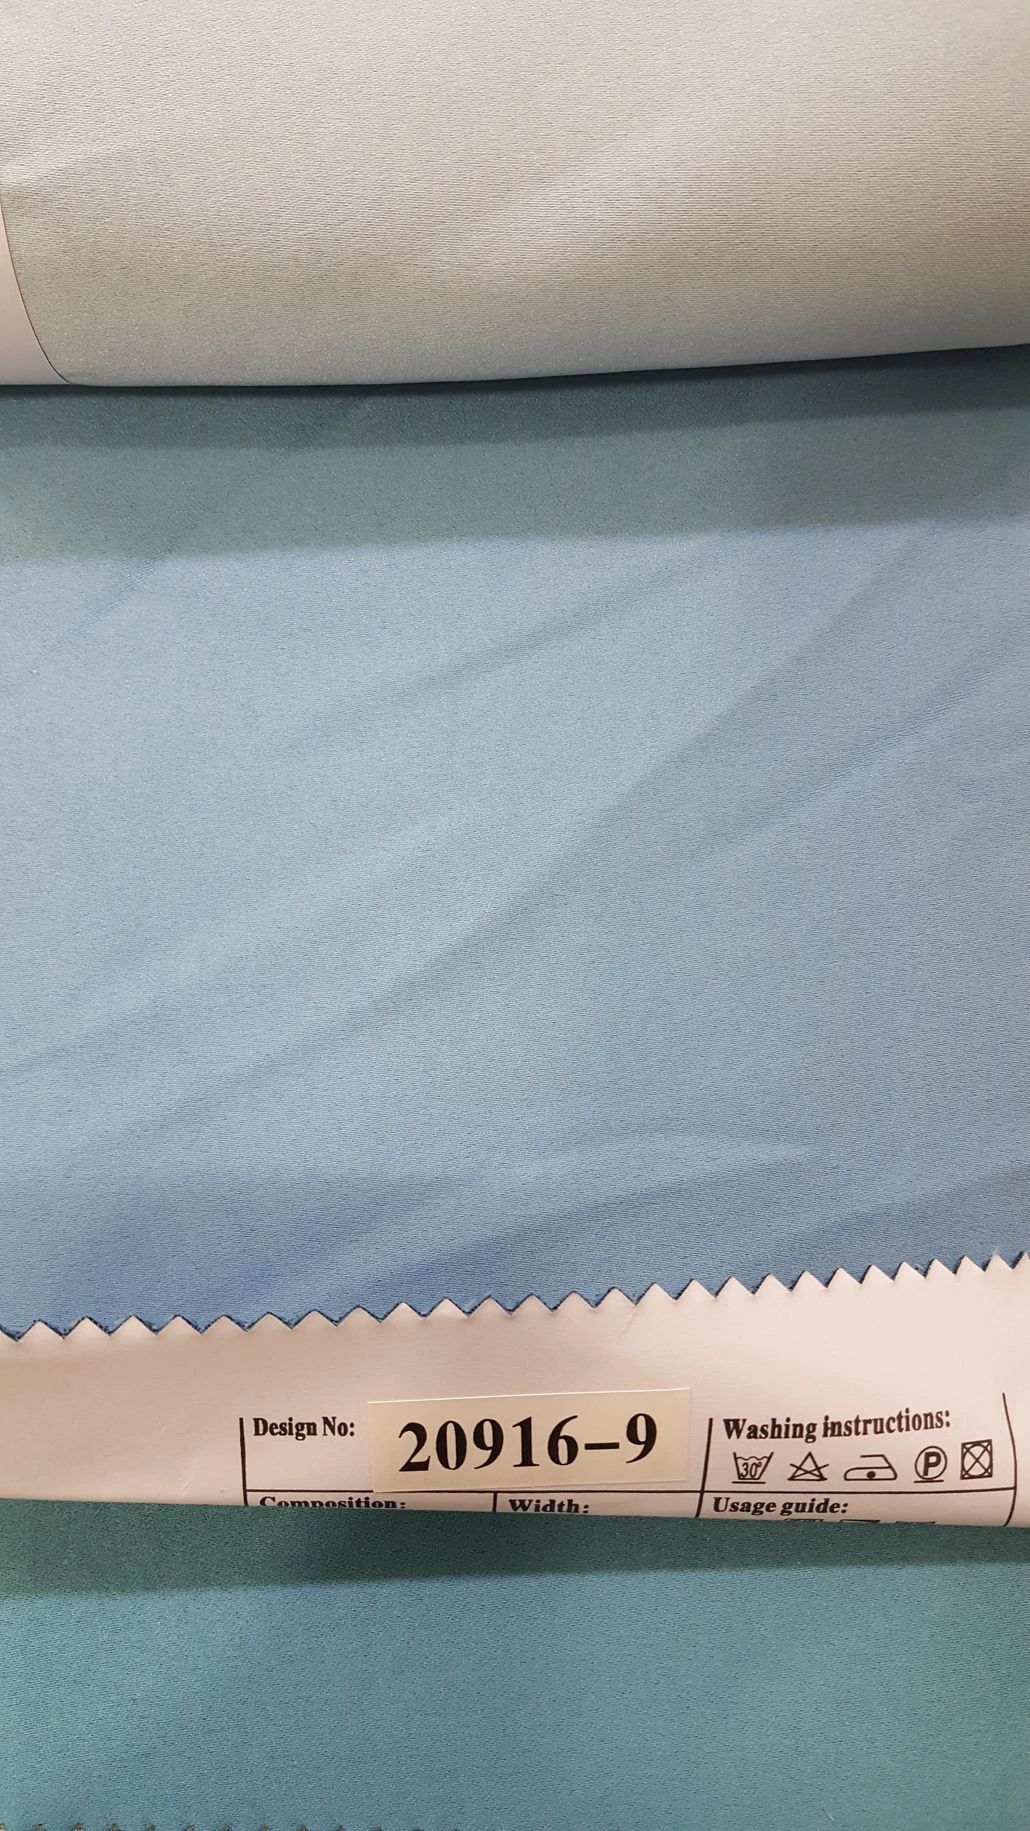 Design No: 20916-9
Washing instructions:
30°
P
Composition:
Width:
Usage guide: